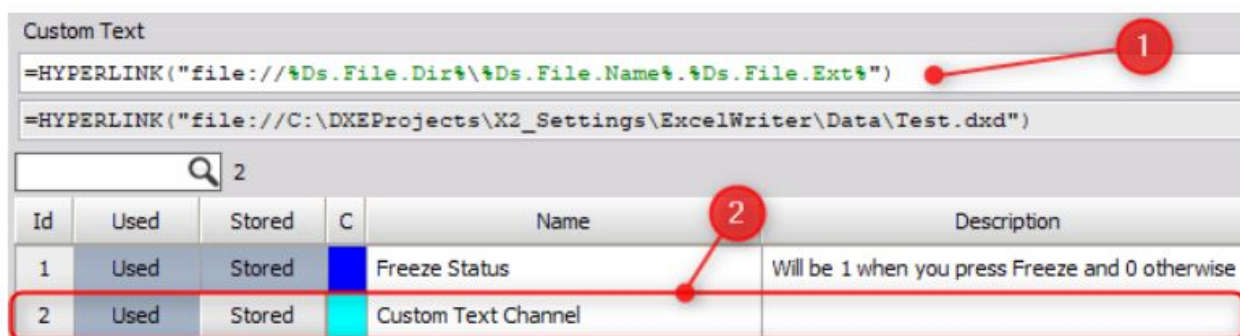 Custom Text
1
=HYPERLINK("file://%Ds.File.Dir%\%Ds.File.Name%.%Ds.File.Ext%")
=HYPERLINK("file://C:\DXEProjects\X2_Settings\ExcelWriter\Data\Test.dxd")
2
2
Id Used Stored C Name Description
1 Used Stored Freeze Status Will be 1 when you press Freeze and 0 otherwise
2 Used Stored Custom Text Channel